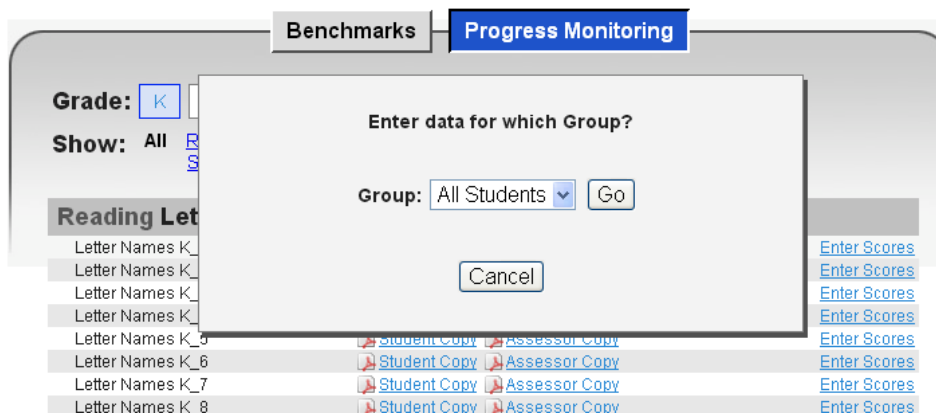 Benchmarks Progress Monitoring
Grade: K
Show: All
Enter data for which Group?
Group: All Students Go
Cancel
Reading
Letter Names K_ Enter Scores
Letter Names K_ Enter Scores
Letter Names K_ Enter Scores
Letter Names K_ Enter Scores
Letter Names K_5 Student Copy Assessor Copy Enter Scores
Letter Names K_6 Student Copy Assessor Copy Enter Scores
Letter Names K_7 Student Copy Assessor Copy Enter Scores
Letter Names K_8 Student Copy Assessor Copy Enter Scores